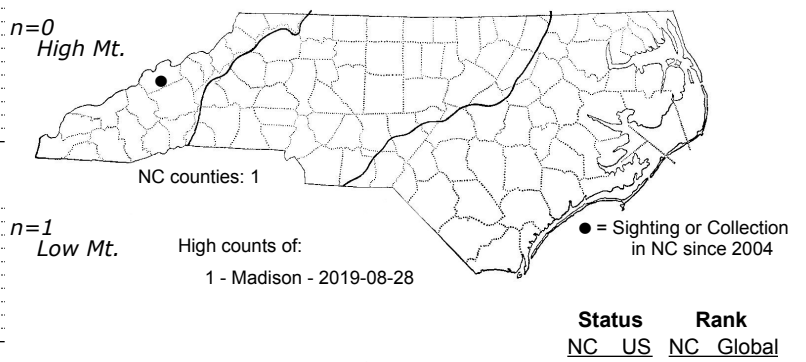 n=0
High Mt.
NC counties: 1
n=1
Low Mt.
High counts of:
1 - Madison - 2019-08-28
● = Sighting or Collection
in NC since 2004
Status Rank
NC US NC Global